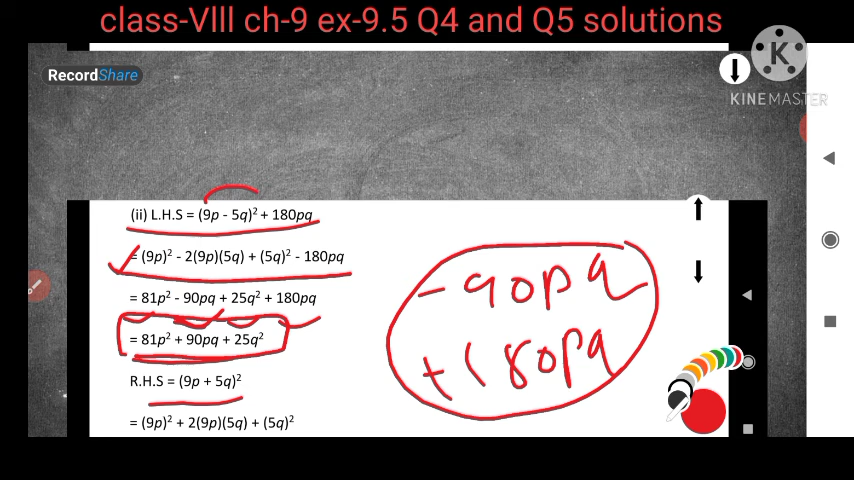 class-Vlll ch-9 ex-9.5 Q4 and Q5 solutions
RecordShare
K
KINEMASTER
(ii) L.H.S = (9p - 5q)² + 180pq
= (9p)² - 2(9p)(5q) + (5q)² - 180pq
= 81p² - 90pq + 25q² + 180pq
= 81p² + 90pq + 25q²
R.H.S = (9p + 5q)²
= (9p)² + 2(9p)(5q) + (5q)²
- 90pq
+180pq